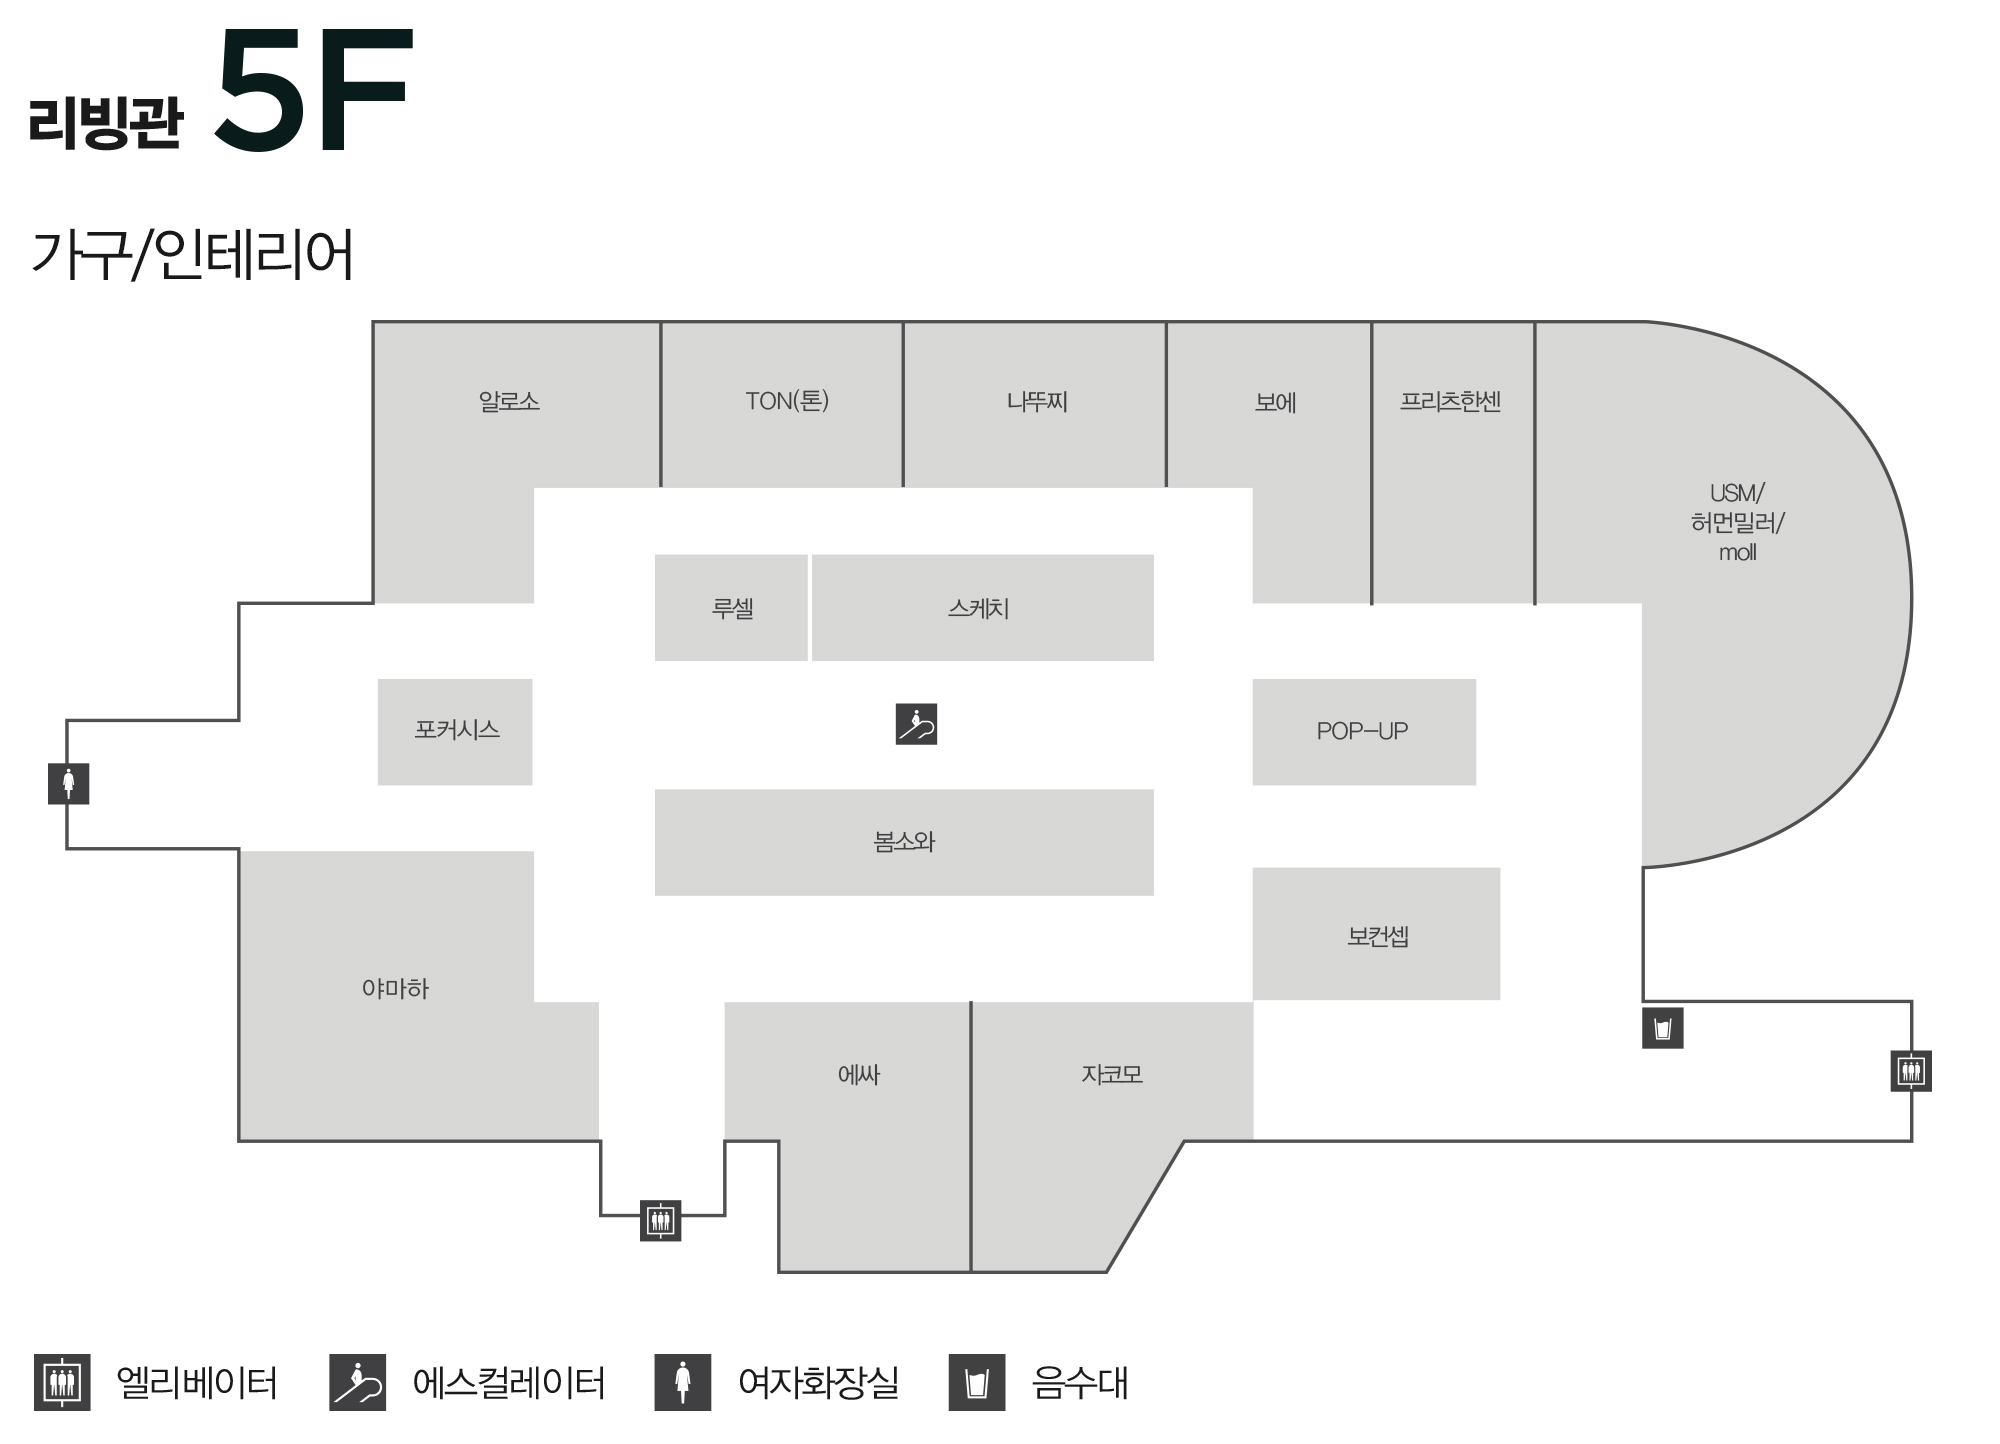 리빙관 5F
가구/인테리어
알로소
TON(톤)
나뚜찌
보에
프리츠한센
USM/
허먼밀러/
moll
루셀
스케치
포커시스
POP-UP
봄소와
보컨셉
야마하
에싸
자코모
엘리베이터
에스컬레이터
여자화장실
음수대